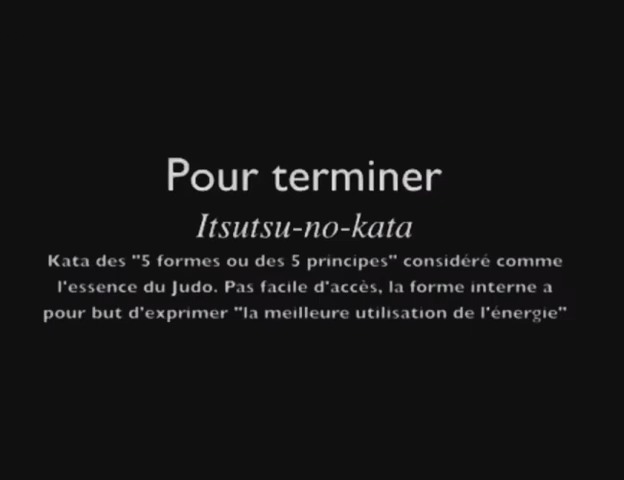 Pour terminer
Itsutsu-no-kata
Kata des "5 formes ou des 5 principes" considéré comme
l'essence du Judo. Pas facile d'accès, la forme interne a
pour but d'exprimer "la meilleure utilisation de l'énergie"